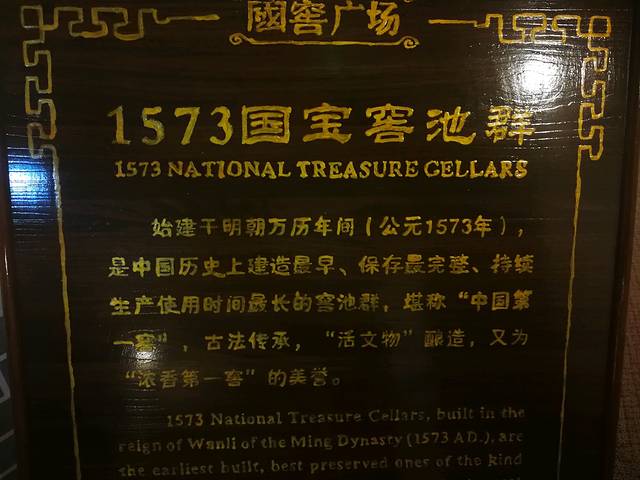 國窖广场
1573国宝窖池群
1573 NATIONAL TREASURE CELLARS
始建于明朝万历年间（公元1573年），
是中国历史上建造最早、保存最完整、持续
生产使用时间最长的窖池群，堪称“中国第
一窖”，古法传承，“活文物”酿造，又为
“浓香第一窖”的美誉。
1573 National Treasure Cellars, built in the
reign of Wanli of the Ming Dynasty (1573 AD.), are
the earliest built, best preserved ones of the kind